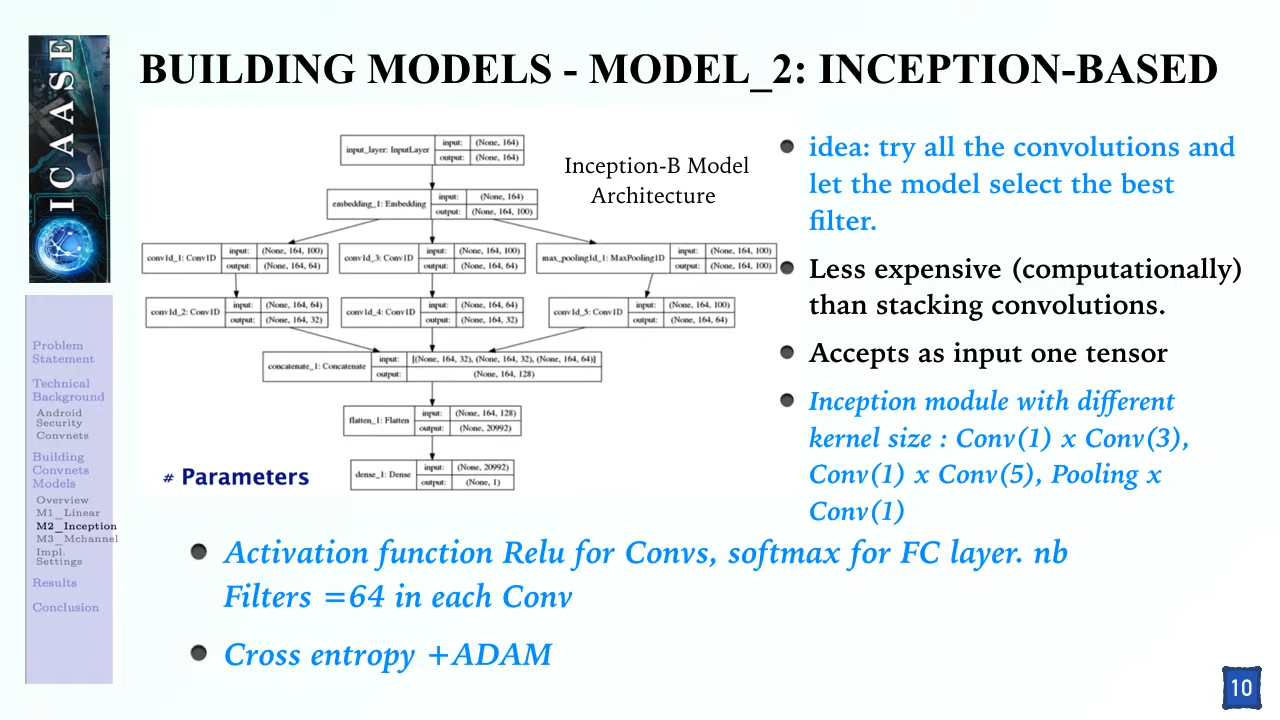 ICAASE
BUILDING MODELS - MODEL_2: INCEPTION-BASED
Problem
Statement
Technical
Background
Android
Security
Convnets
Building
Convnets
Models
Overview
M1_Linear
M2_Inception
M3_Mchannel
Impl.
Settings
Results
Conclusion
Inception-B Model
Architecture
input_layer: InputLayer input: (None, 164)
output: (None, 164)
embedding_1: Embedding input: (None, 164)
output: (None, 164, 100)
conv1d_1: Conv1D input: (None, 164, 100)
output: (None, 164, 64)
conv1d_3: Conv1D input: (None, 164, 100)
output: (None, 164, 64)
max_pooling1d_1: MaxPooling1D input: (None, 164, 100)
output: (None, 164, 100)
conv1d_2: Conv1D input: (None, 164, 64)
output: (None, 164, 32)
conv1d_4: Conv1D input: (None, 164, 64)
output: (None, 164, 32)
conv1d_5: Conv1D input: (None, 164, 100)
output: (None, 164, 64)
concatenate_1: Concatenate input: [(None, 164, 32), (None, 164, 32), (None, 164, 64)]
output: (None, 164, 128)
flatten_1: Flatten input: (None, 164, 128)
output: (None, 20992)
dense_1: Dense input: (None, 20992)
output: (None, 1)
# Parameters
idea: try all the convolutions and
let the model select the best
filter.
Less expensive (computationally)
than stacking convolutions.
Accepts as input one tensor
Inception module with different
kernel size : Conv(1) x Conv(3),
Conv(1) x Conv(5), Pooling x
Conv(1)
Activation function Relu for Convs, softmax for FC layer. nb
Filters =64 in each Conv
Cross entropy +ADAM
10